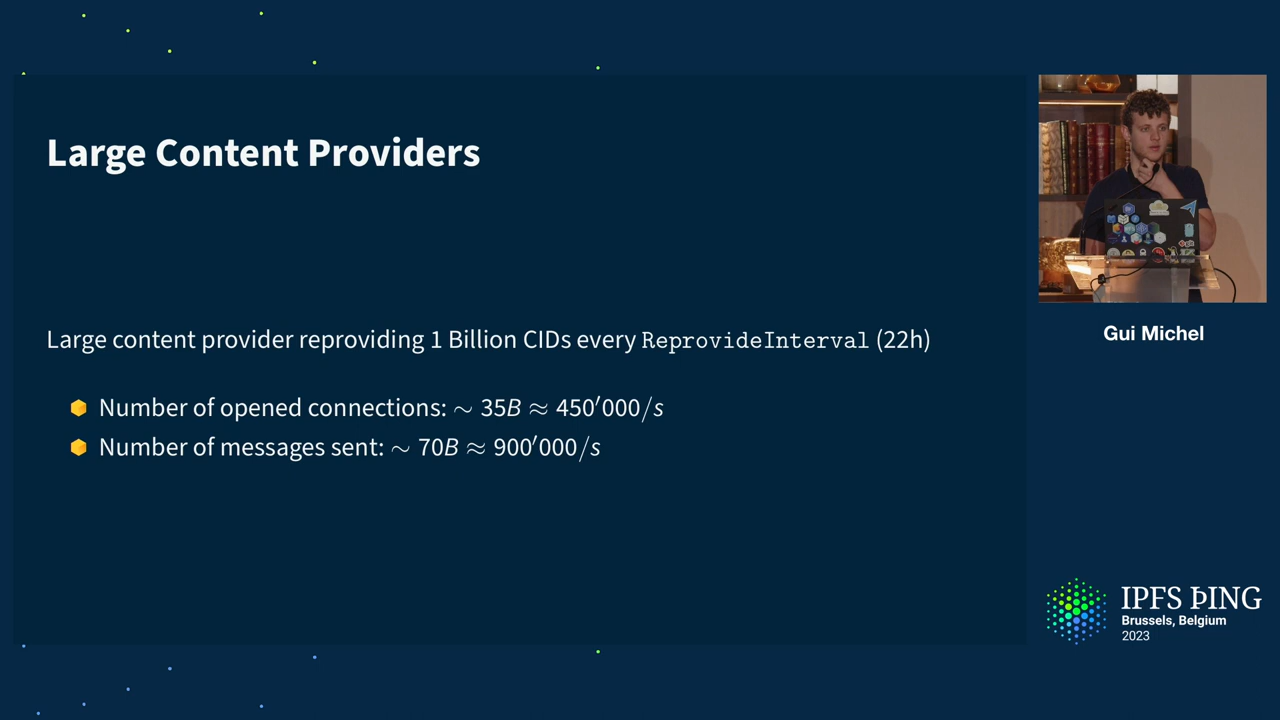 Large Content Providers
Large content provider reproviding 1 Billion CIDs every ReprovideInterval (22h)
Number of opened connections: ∼ 35B ≈ 450′000/s
Number of messages sent: ∼ 70B ≈ 900′000/s
Gui Michel
IPFS ÞING
Brussels, Belgium
2023